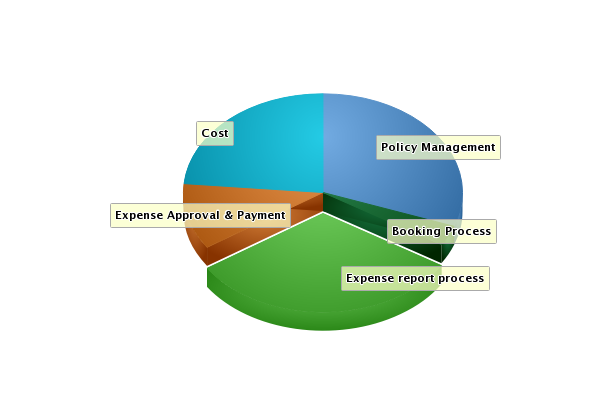 Cost
Policy Management
Expense Approval & Payment
Booking Process
Expense report process